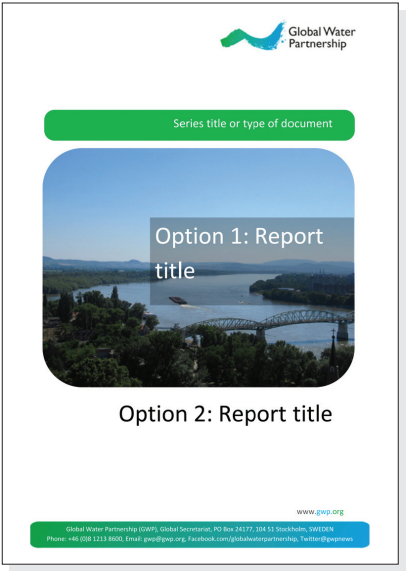 Global Water
Partnership
Series title or type of document
Option 1: Report
title
Option 2: Report title
www.gwp.org
Global Water Partnership (GWP), Global Secretariat, PO Box 24177, 104 51 Stockholm, SWEDEN
Phone: +46 (0)8 1213 8600, Email: gwp@gwp.org, Facebook.com/globalwaterpartnership, Twitter@gwpnews